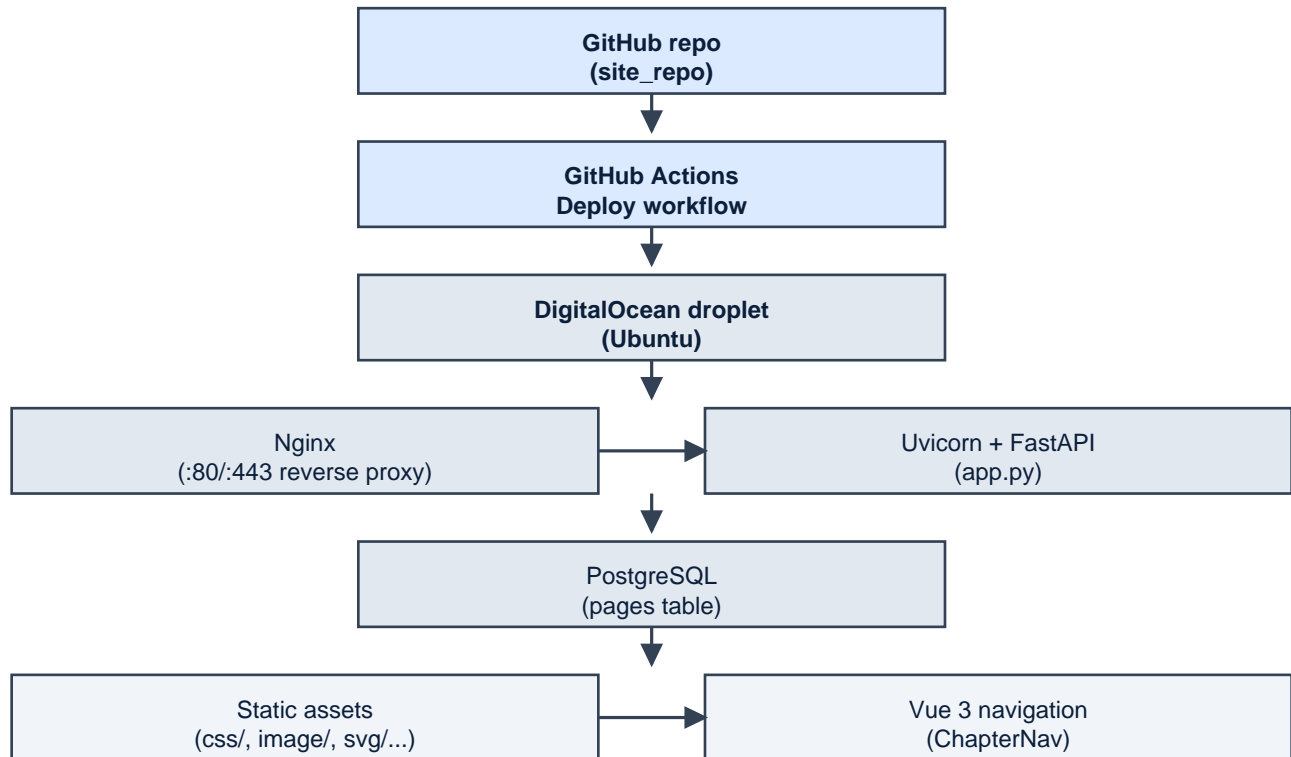 GitHub repo
(site_repo)
GitHub Actions
Deploy workflow
DigitalOcean droplet
(Ubuntu)
Nginx
(:80/:443 reverse proxy)
Uvicorn + FastAPI
(app.py)
PostgreSQL
(pages table)
Static assets
(css/, image/, svg/...)
Vue 3 navigation
(ChapterNav)